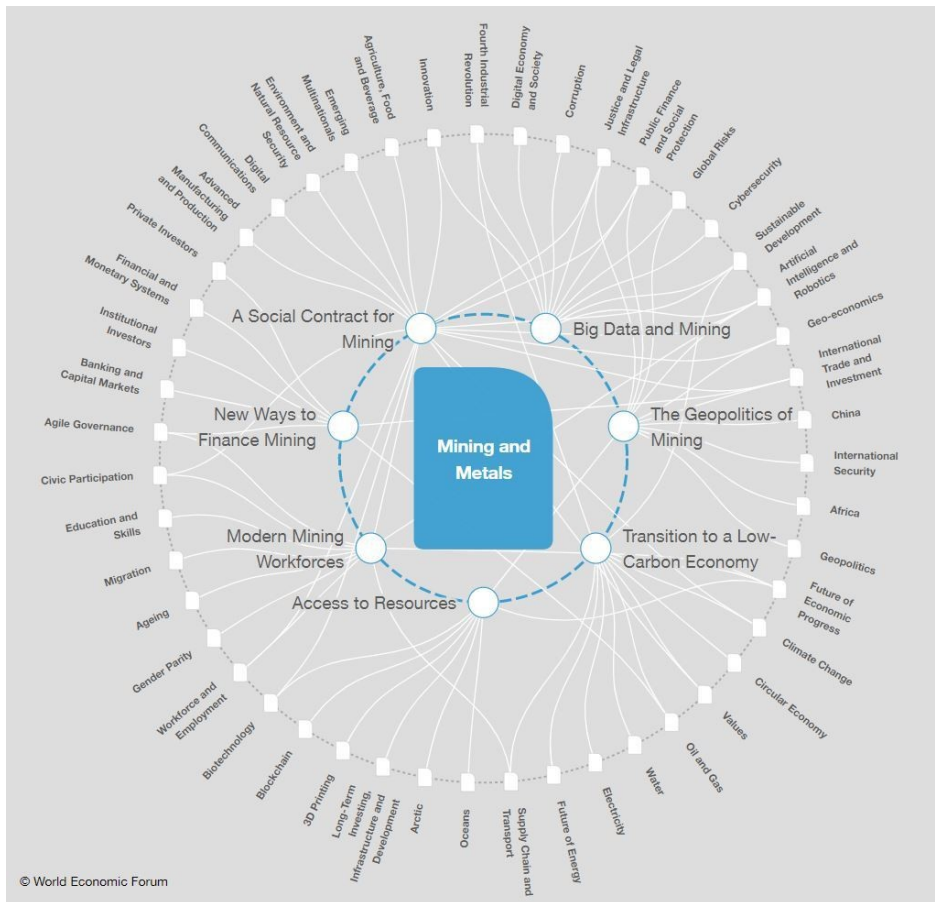 Mining and
Metals
A Social Contract for
Mining
Big Data and Mining
The Geopolitics of
Mining
Transition to a Low-
Carbon Economy
Access to Resources
Modern Mining
Workforces
New Ways to
Finance Mining
Fourth Industrial
Revolution
Digital Economy
and Society
Corruption
Justice and Legal
Infrastructure
Public Finance
and Social
Protection
Global Risks
Cybersecurity
Sustainable
Development
Artificial
Intelligence and
Robotics
Geo-economics
International
Trade and
Investment
China
International
Security
Africa
Geopolitics
Future of
Economic
Progress
Climate Change
Circular Economy
Values
Oil and Gas
Water
Electricity
Future of Energy
Supply Chain and
Transport
Oceans
Arctic
Long-Term
Investing,
Infrastructure and
Development
3D Printing
Blockchain
Biotechnology
Workforce and
Employment
Gender Parity
Ageing
Migration
Education and
Skills
Civic Participation
Agile Governance
Banking and
Capital Markets
Institutional
Investors
Financial and
Monetary Systems
Private Investors
Advanced
Manufacturing
and Production
Digital
Communications
Environment and
Natural Resource
Security
Emerging
Multinationals
Agriculture, Food
and Beverage
Innovation
© World Economic Forum